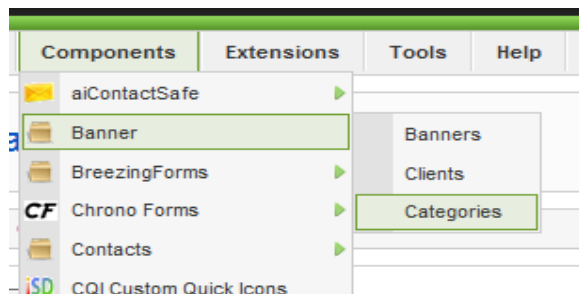 Components Extensions Tools Help
aiContactSafe
Banner Banners
BreezingForms Clients
CF Chrono Forms Categories
Contacts
iSD CQI Custom Quick Icons